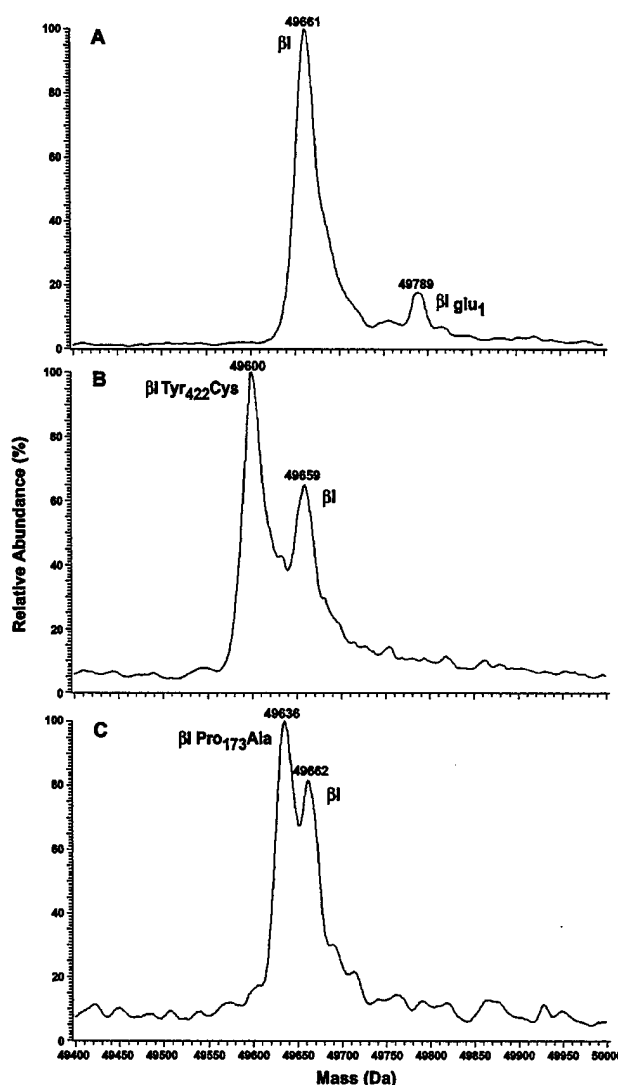 A
49661
βI
49789
βI glu1
100
80
60
40
20
0
B
49600
βI Tyr422Cys
49659
βI
100
80
60
40
20
0
Relative Abundance (%)
C
49636
βI Pro173Ala
49662
βI
100
80
60
40
20
0
49400 49450 49500 49550 49600 49650 49700 49750 49800 49850 49900 49950 50000
Mass (Da)